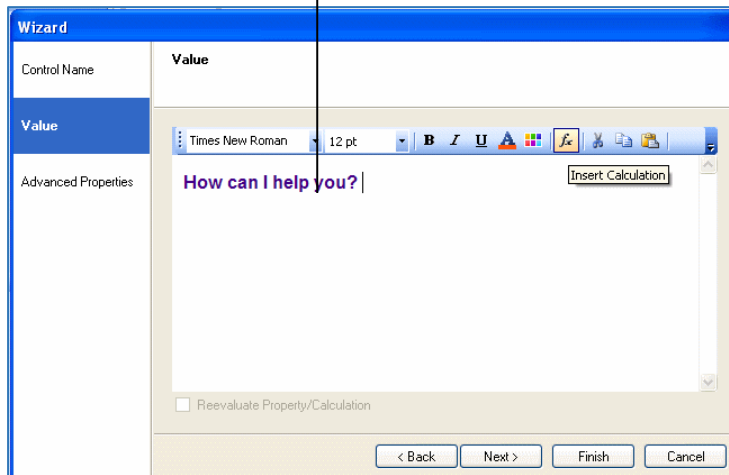 Wizard
Control Name
Value
Advanced Properties
Value
Times New Roman 12 pt B I U A fx
Insert Calculation
How can I help you?
Reevaluate Property/Calculation
< Back Next > Finish Cancel